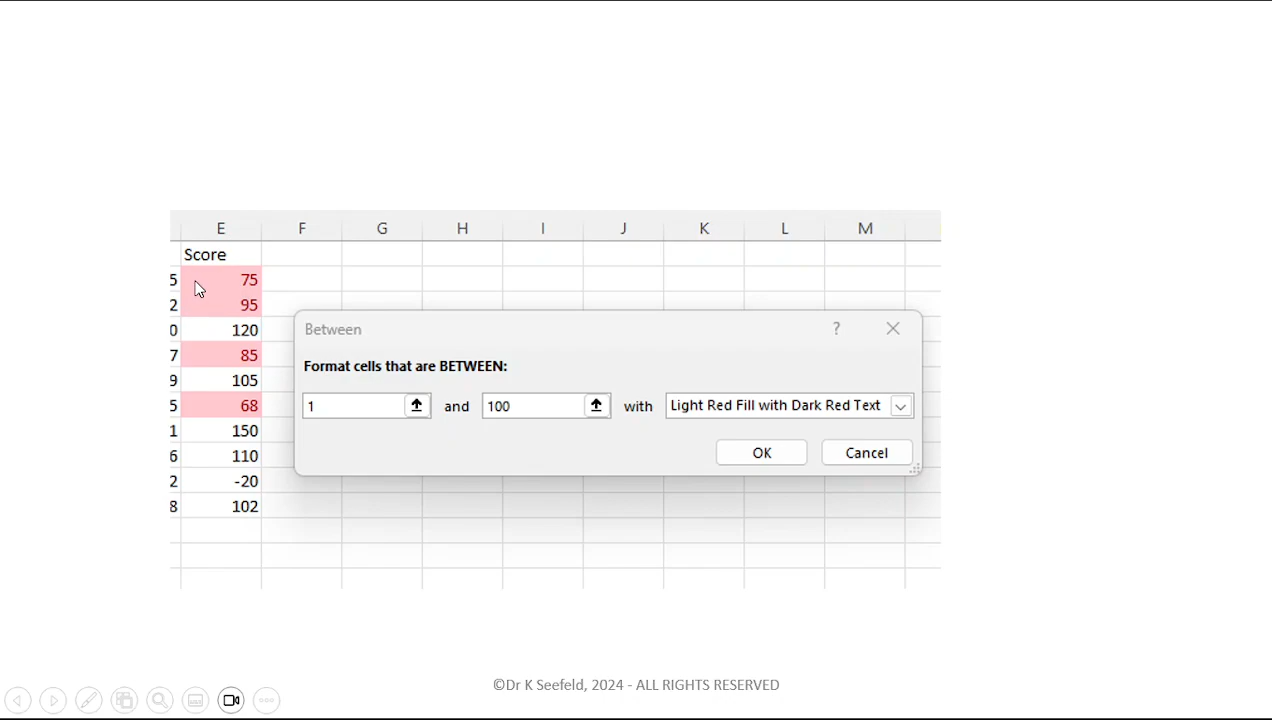 E F G H I J K L M
Score
5 75
2 95
0 120
7 85
9 105
5 68
1 150
6 110
2 -20
8 102
Between ?
Format cells that are BETWEEN:
1 and 100 with Light Red Fill with Dark Red Text
OK Cancel
©Dr K Seefeld, 2024 - ALL RIGHTS RESERVED